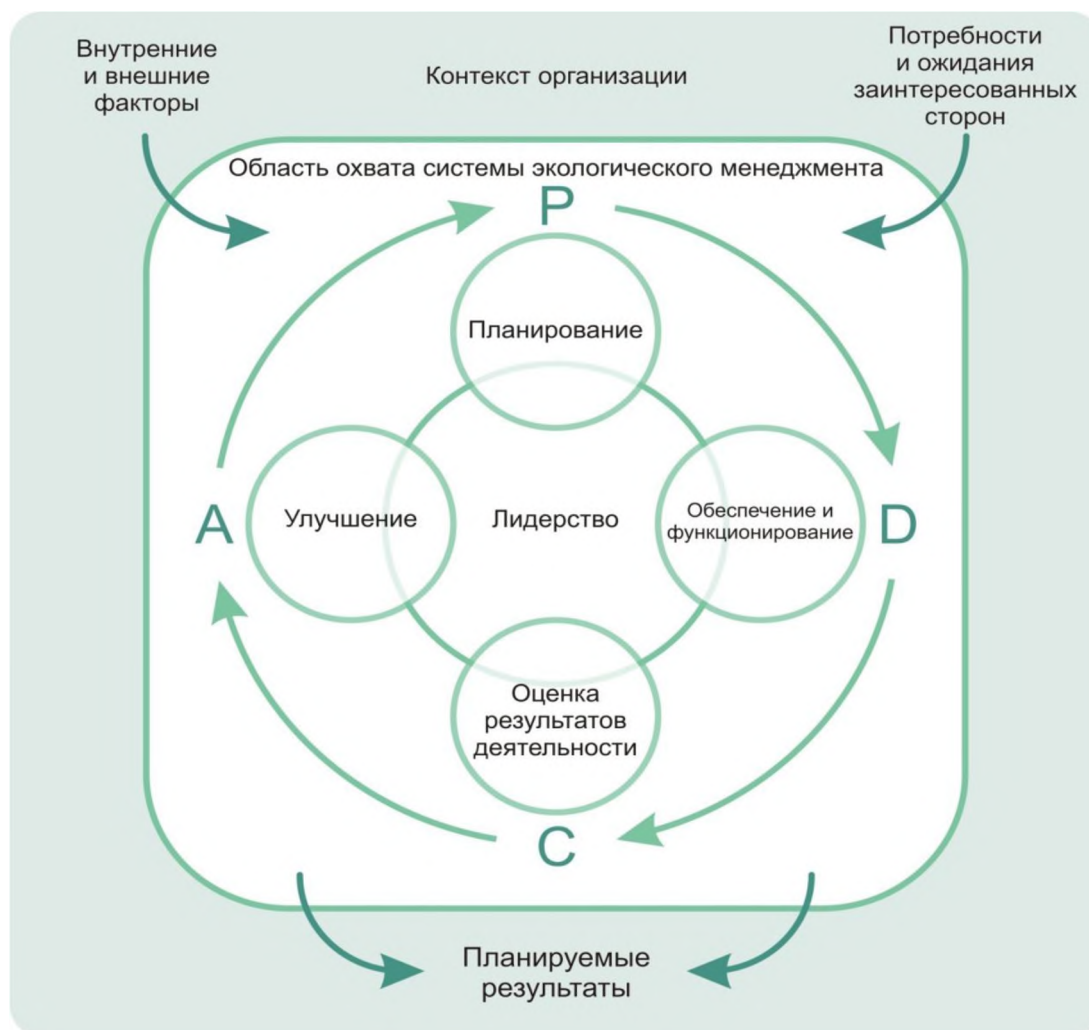 Внутренние
и внешние
факторы
Контекст организации
Потребности
и ожидания
заинтересованных
сторон
Область охвата системы экологического менеджмента
P
Планирование
A
Улучшение
Лидерство
Обеспечение и
функционирование
D
Оценка
результатов
деятельности
C
Планируемые
результаты